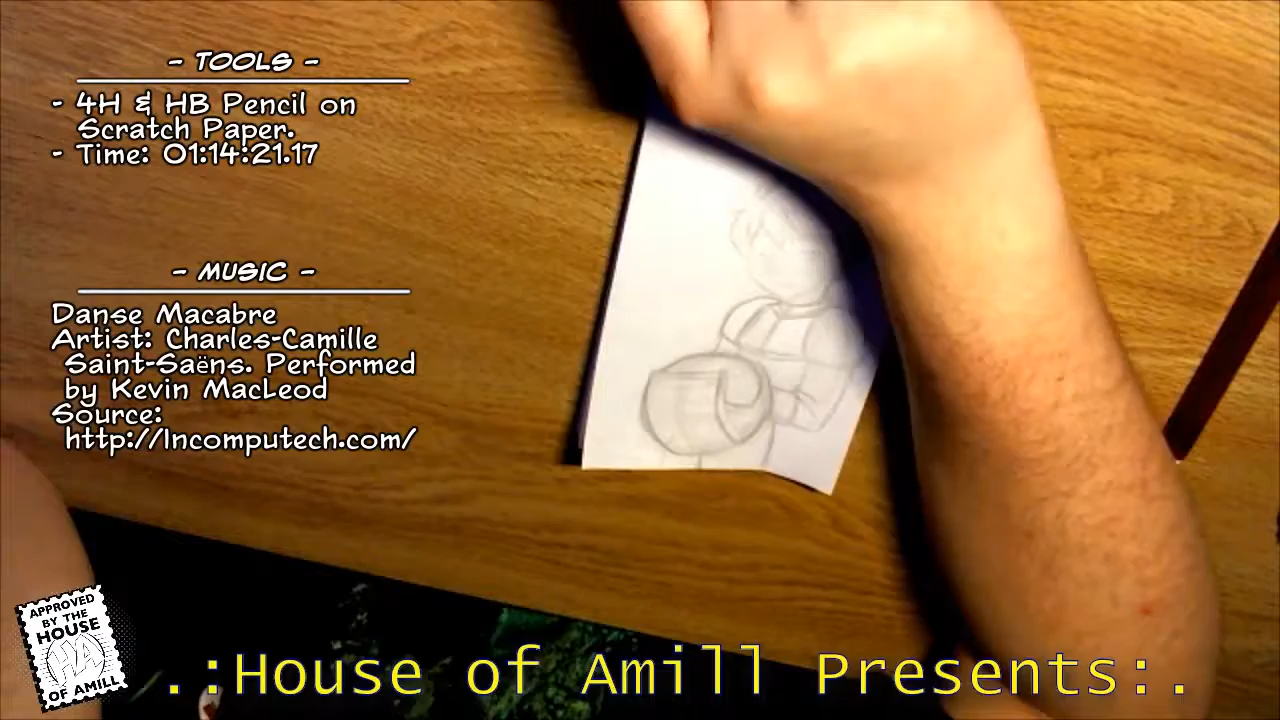 - TOOLS -
- 4H & HB Pencil on
Scratch Paper.
- Time: 01:14:21.17
- MUSIC -
Danse Macabre
Artist: Charles-Camille
Saint-Saëns. Performed
by Kevin MacLeod
Source:
http://Incomputech.com/
APPROVED
BY THE
HOUSE
HA
OF AMILL
.:House of Amill Presents:.